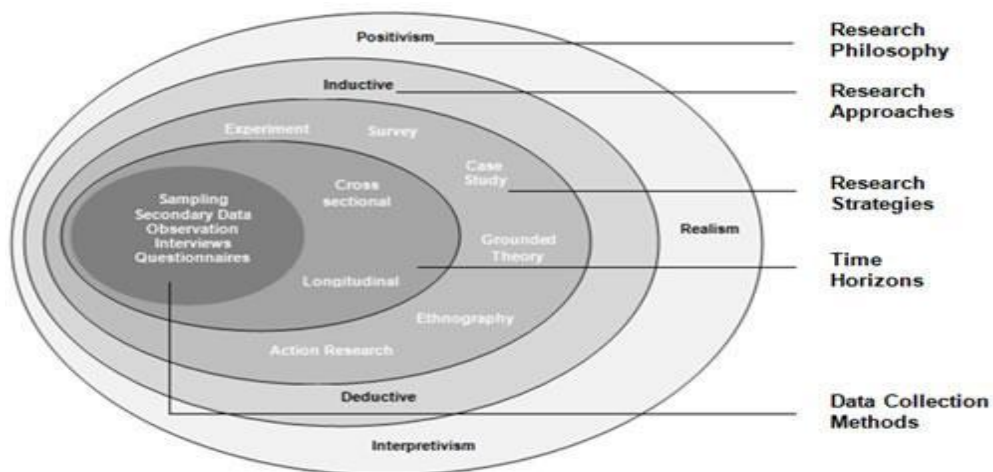 Positivism
Research
Philosophy
Inductive
Research
Approaches
Experiment
Survey
Case
Study
Research
Strategies
Cross
sectional
Sampling
Secondary Data
Observation
Interviews
Questionnaires
Realism
Grounded
Theory
Time
Horizons
Longitudinal
Ethnography
Action Research
Deductive
Data Collection
Methods
Interpretivism